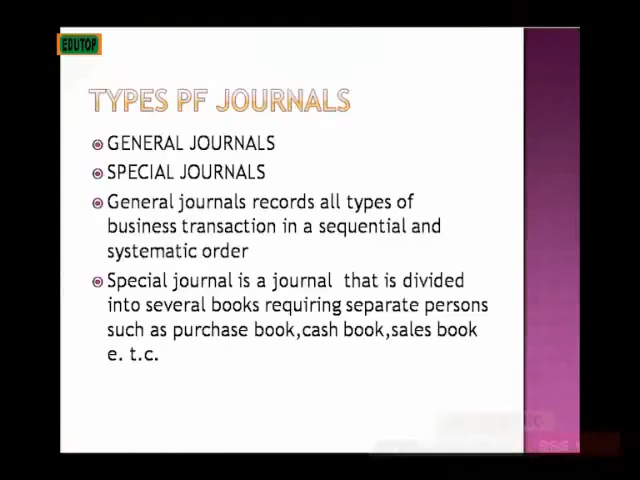 EDUTOP
TYPES PF JOURNALS
GENERAL JOURNALS
SPECIAL JOURNALS
General journals records all types of
business transaction in a sequential and
systematic order
Special journal is a journal that is divided
into several books requiring separate persons
such as purchase book,cash book,sales book
e. t.c.